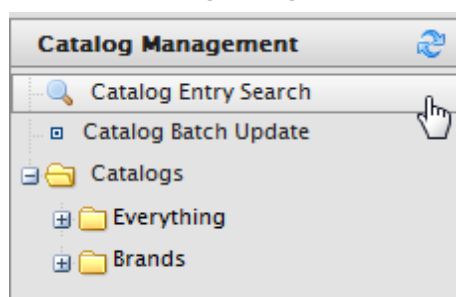 Catalog Management
Catalog Entry Search
Catalog Batch Update
Catalogs
Everything
Brands